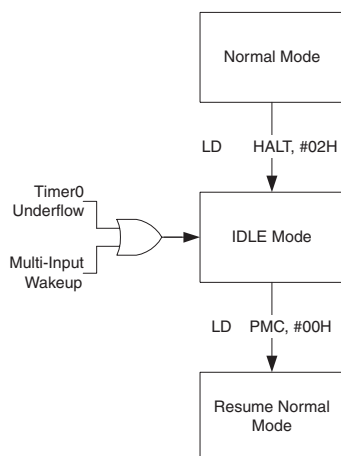 Normal Mode
LD HALT, #02H
Timer0
Underflow
IDLE Mode
Multi-Input
Wakeup
LD PMC, #00H
Resume Normal
Mode